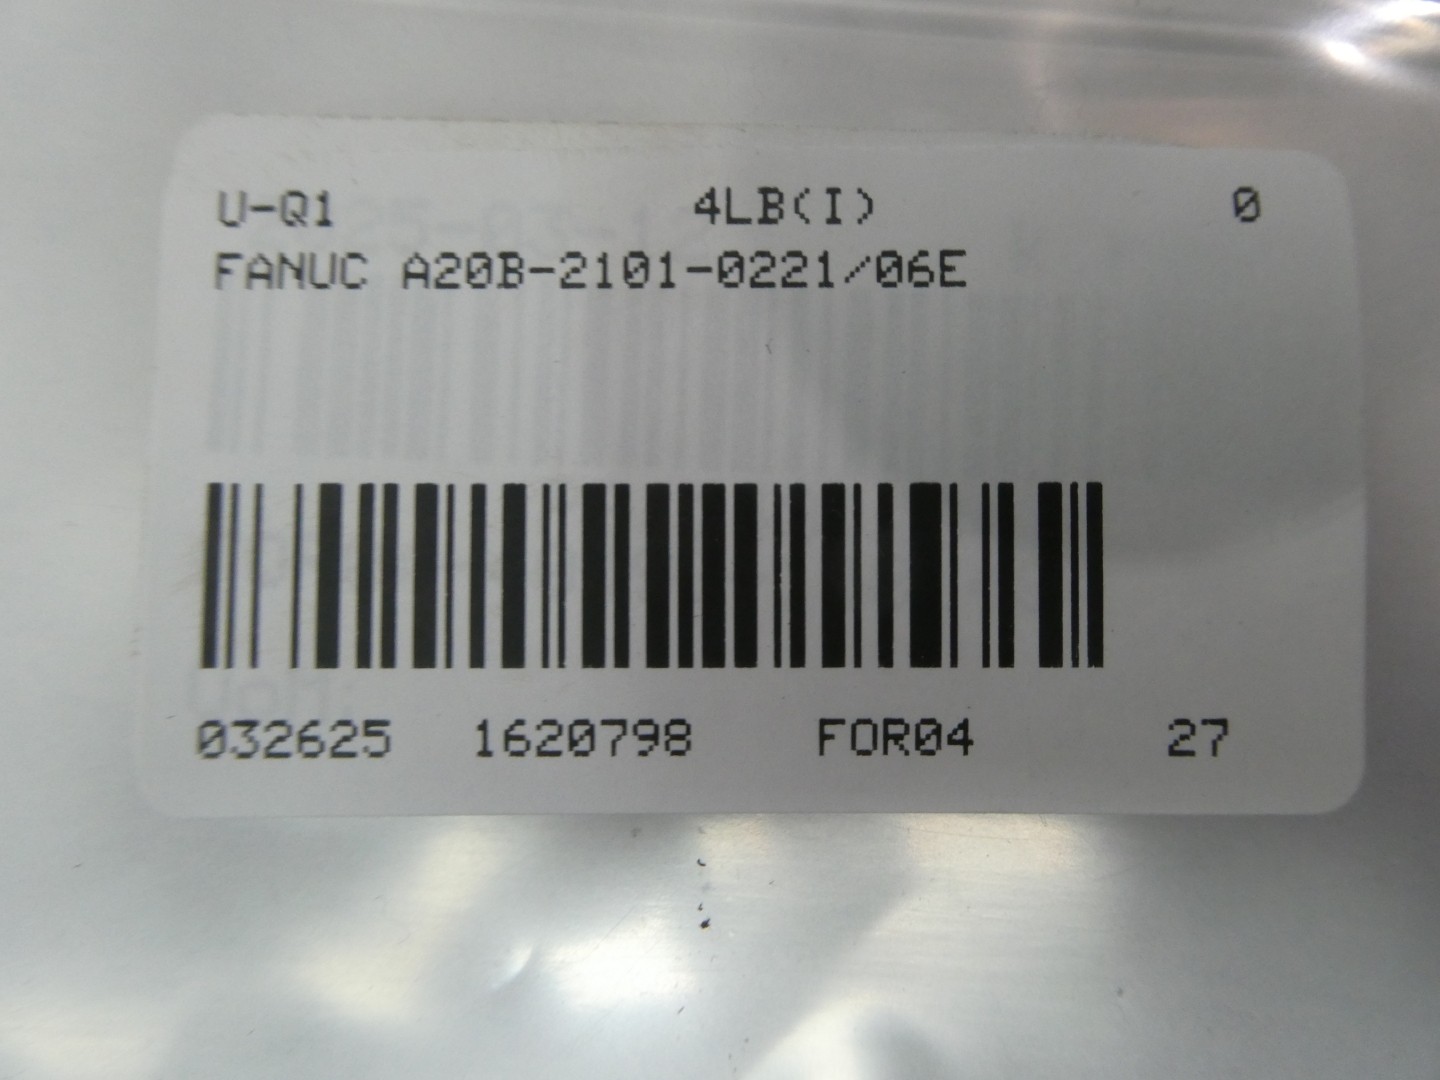 U-Q1 4LB(I) 0
FANUC A20B-2101-0221/06E
032625 1620798 FOR04 27